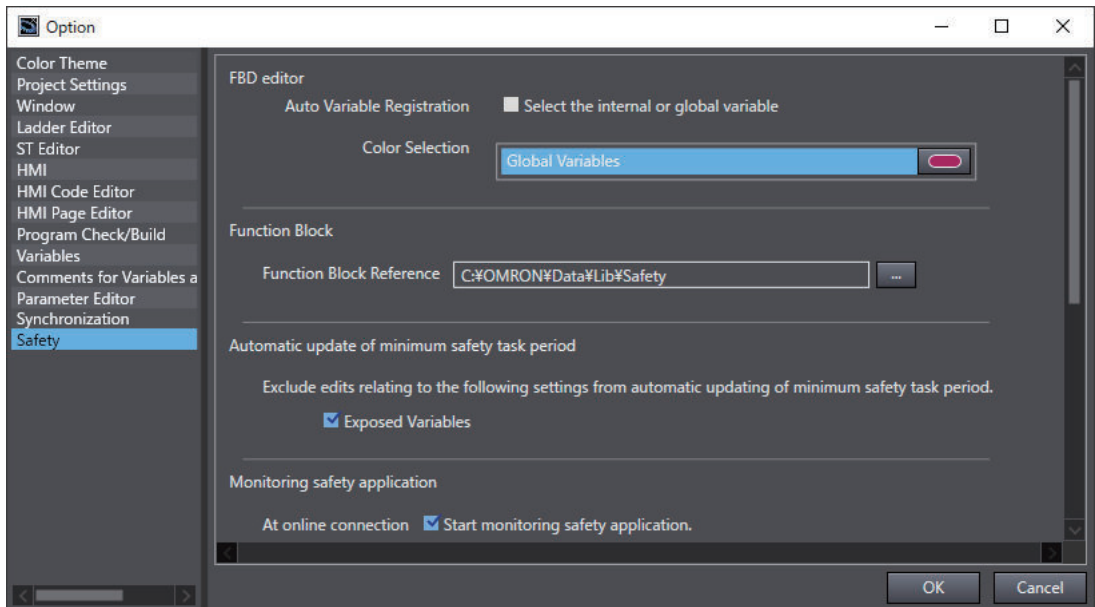 Option
Color Theme
Project Settings
Window
Ladder Editor
ST Editor
HMI
HMI Code Editor
HMI Page Editor
Program Check/Build
Variables
Comments for Variables a
Parameter Editor
Synchronization
Safety
FBD editor
Auto Variable Registration Select the internal or global variable
Color Selection
Global Variables
Function Block
Function Block Reference C:¥OMRON¥Data¥Lib¥Safety ...
Automatic update of minimum safety task period
Exclude edits relating to the following settings from automatic updating of minimum safety task period.
Exposed Variables
Monitoring safety application
At online connection Start monitoring safety application.
OK Cancel